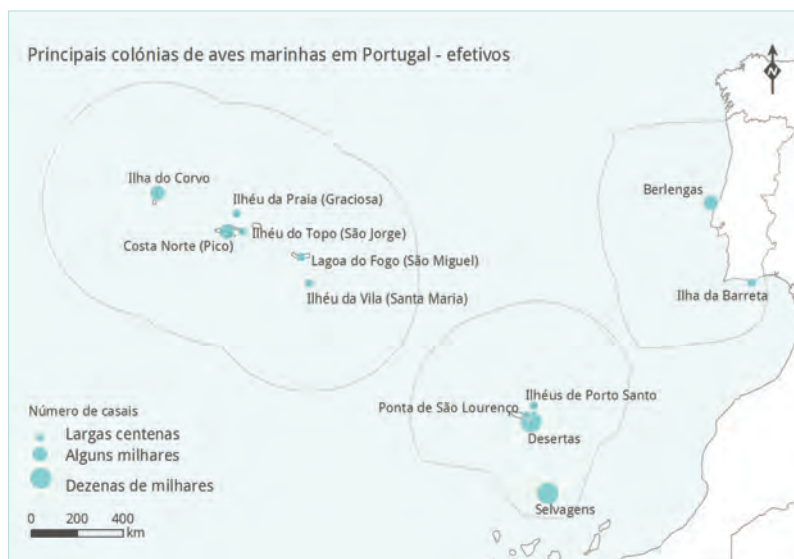 Principais colónias de aves marinhas em Portugal - efetivos
N
Ilha do Corvo
Berlengas
Ilhéu da Praia (Graciosa)
Ilhéu do Topo (São Jorge)
Costa Norte (Pico)
Lagoa do Fogo (São Miguel)
Ilhéu da Vila (Santa Maria)
Ilha da Barreta
Ilhéus de Porto Santo
Ponta de São Lourenço
Desertas
Selvagens
Número de casais
Largas centenas
Alguns milhares
Dezenas de milhares
0 200 400
km